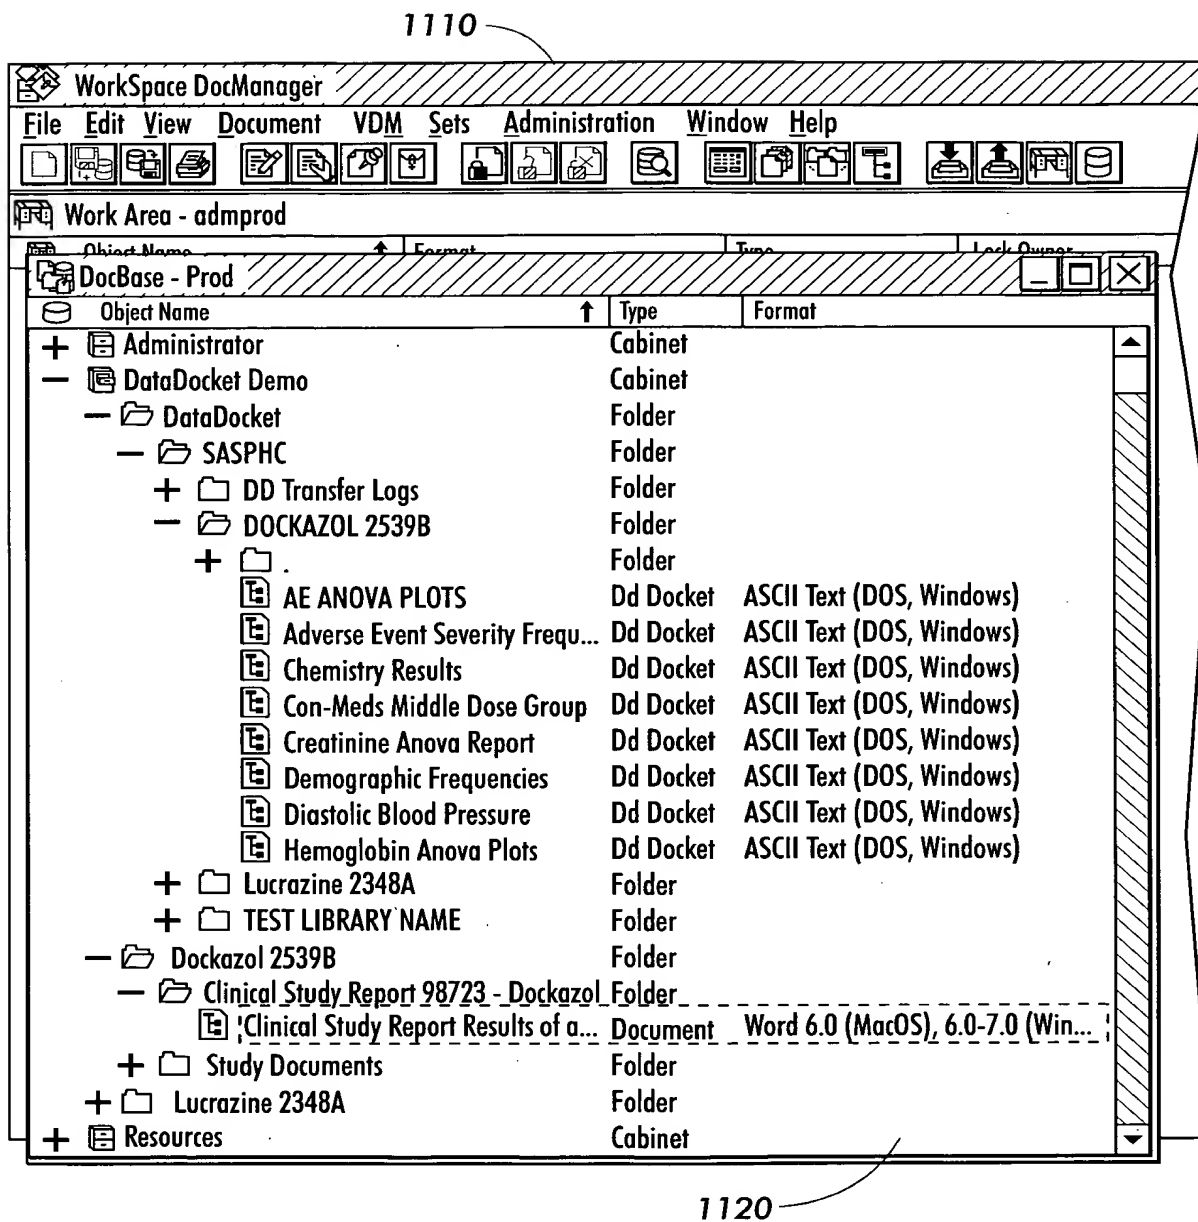 1110
WorkSpace DocManager
File Edit View Document VDM Sets Administration Window Help
Work Area - admprod
Object Name Format Type Lock Owner
DocBase - Prod
Object Name Type Format
Administrator Cabinet
DataDocket Demo Cabinet
DataDocket Folder
SASPHC Folder
DD Transfer Logs Folder
DOCKAZOL 2539B Folder
. Folder
AE ANOVA PLOTS Dd Docket ASCII Text (DOS, Windows)
Adverse Event Severity Frequ... Dd Docket ASCII Text (DOS, Windows)
Chemistry Results Dd Docket ASCII Text (DOS, Windows)
Con-Meds Middle Dose Group Dd Docket ASCII Text (DOS, Windows)
Creatinine Anova Report Dd Docket ASCII Text (DOS, Windows)
Demographic Frequencies Dd Docket ASCII Text (DOS, Windows)
Diastolic Blood Pressure Dd Docket ASCII Text (DOS, Windows)
Hemoglobin Anova Plots Dd Docket ASCII Text (DOS, Windows)
Lucrazine 2348A Folder
TEST LIBRARY NAME Folder
Dockazol 2539B Folder
Clinical Study Report 98723 - Dockazol Folder
Clinical Study Report Results of a... Document Word 6.0 (MacOS), 6.0-7.0 (Win...
Study Documents Folder
Lucrazine 2348A Folder
Resources Cabinet
1120